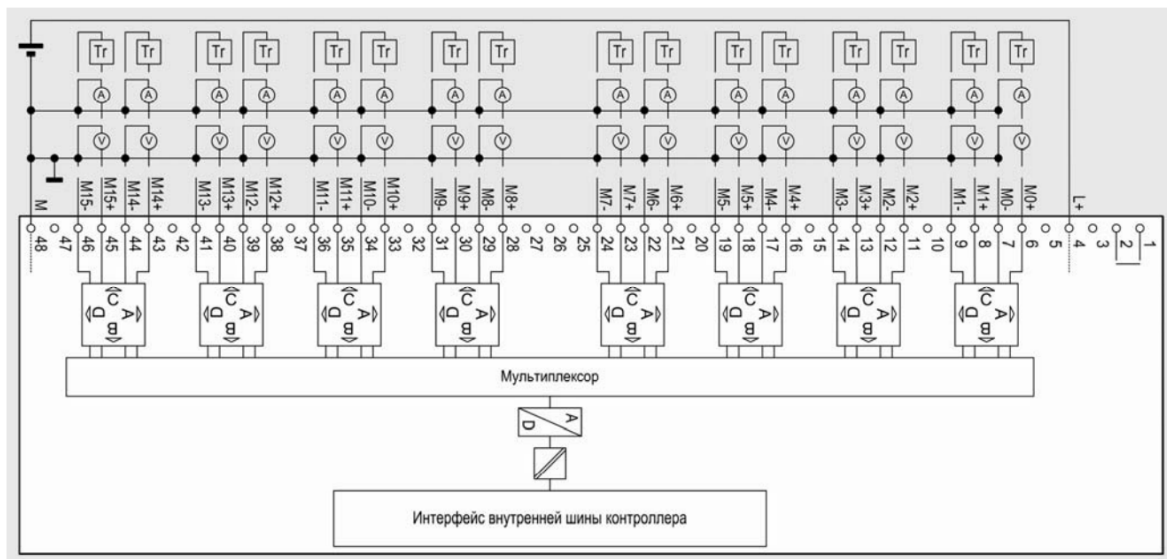 Tr Tr Tr Tr Tr Tr Tr Tr Tr Tr Tr Tr Tr Tr Tr Tr
A A A A A A A A A A A A A A A A
V V V V V V V V V V V V V V V V
M M15- M15+ M14- M14+ M13- M13+ M12- M12+ M11- M11+ M10- M10+ M9- M9+ M8- M8+ M7- M7+ M6- M6+ M5- M5+ M4- M4+ M3- M3+ M2- M2+ M1- M1+ M0- M0+ L+
48 47 46 45 44 43 42 41 40 39 38 37 36 35 34 33 32 31 30 29 28 27 26 25 24 23 22 21 20 19 18 17 16 15 14 13 12 11 10 9 8 7 6 5 4 3 2 1
C A D B C A D B C A D B C A D B C A D B C A D B C A D B C A D B
Мультиплексор
A
D
Интерфейс внутренней шины контроллера